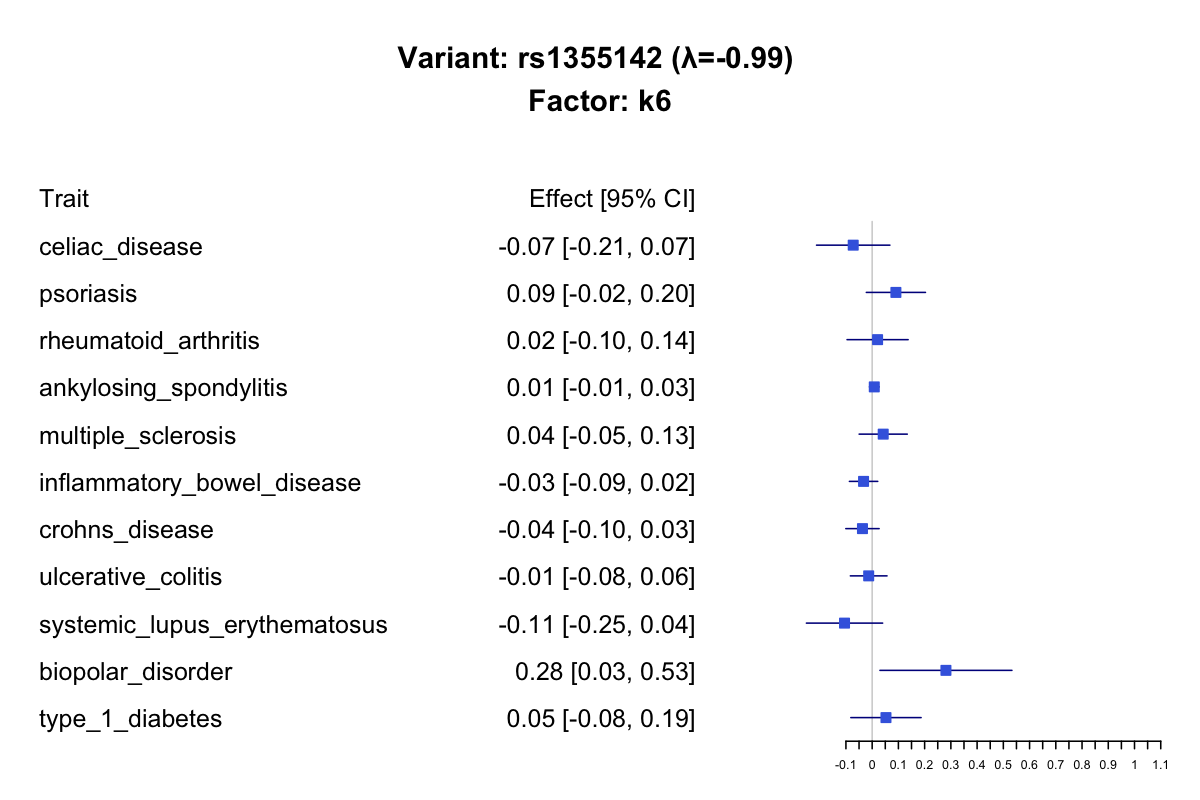 Variant: rs1355142 (λ=-0.99)
Factor: k6
Trait Effect [95% CI]
celiac_disease -0.07 [-0.21, 0.07]
psoriasis 0.09 [-0.02, 0.20]
rheumatoid_arthritis 0.02 [-0.10, 0.14]
ankylosing_spondylitis 0.01 [-0.01, 0.03]
multiple_sclerosis 0.04 [-0.05, 0.13]
inflammatory_bowel_disease -0.03 [-0.09, 0.02]
crohns_disease -0.04 [-0.10, 0.03]
ulcerative_colitis -0.01 [-0.08, 0.06]
systemic_lupus_erythematosus -0.11 [-0.25, 0.04]
biopolar_disorder 0.28 [0.03, 0.53]
type_1_diabetes 0.05 [-0.08, 0.19]
-0.1 0 0.1 0.2 0.3 0.4 0.5 0.6 0.7 0.8 0.9 1 1.1